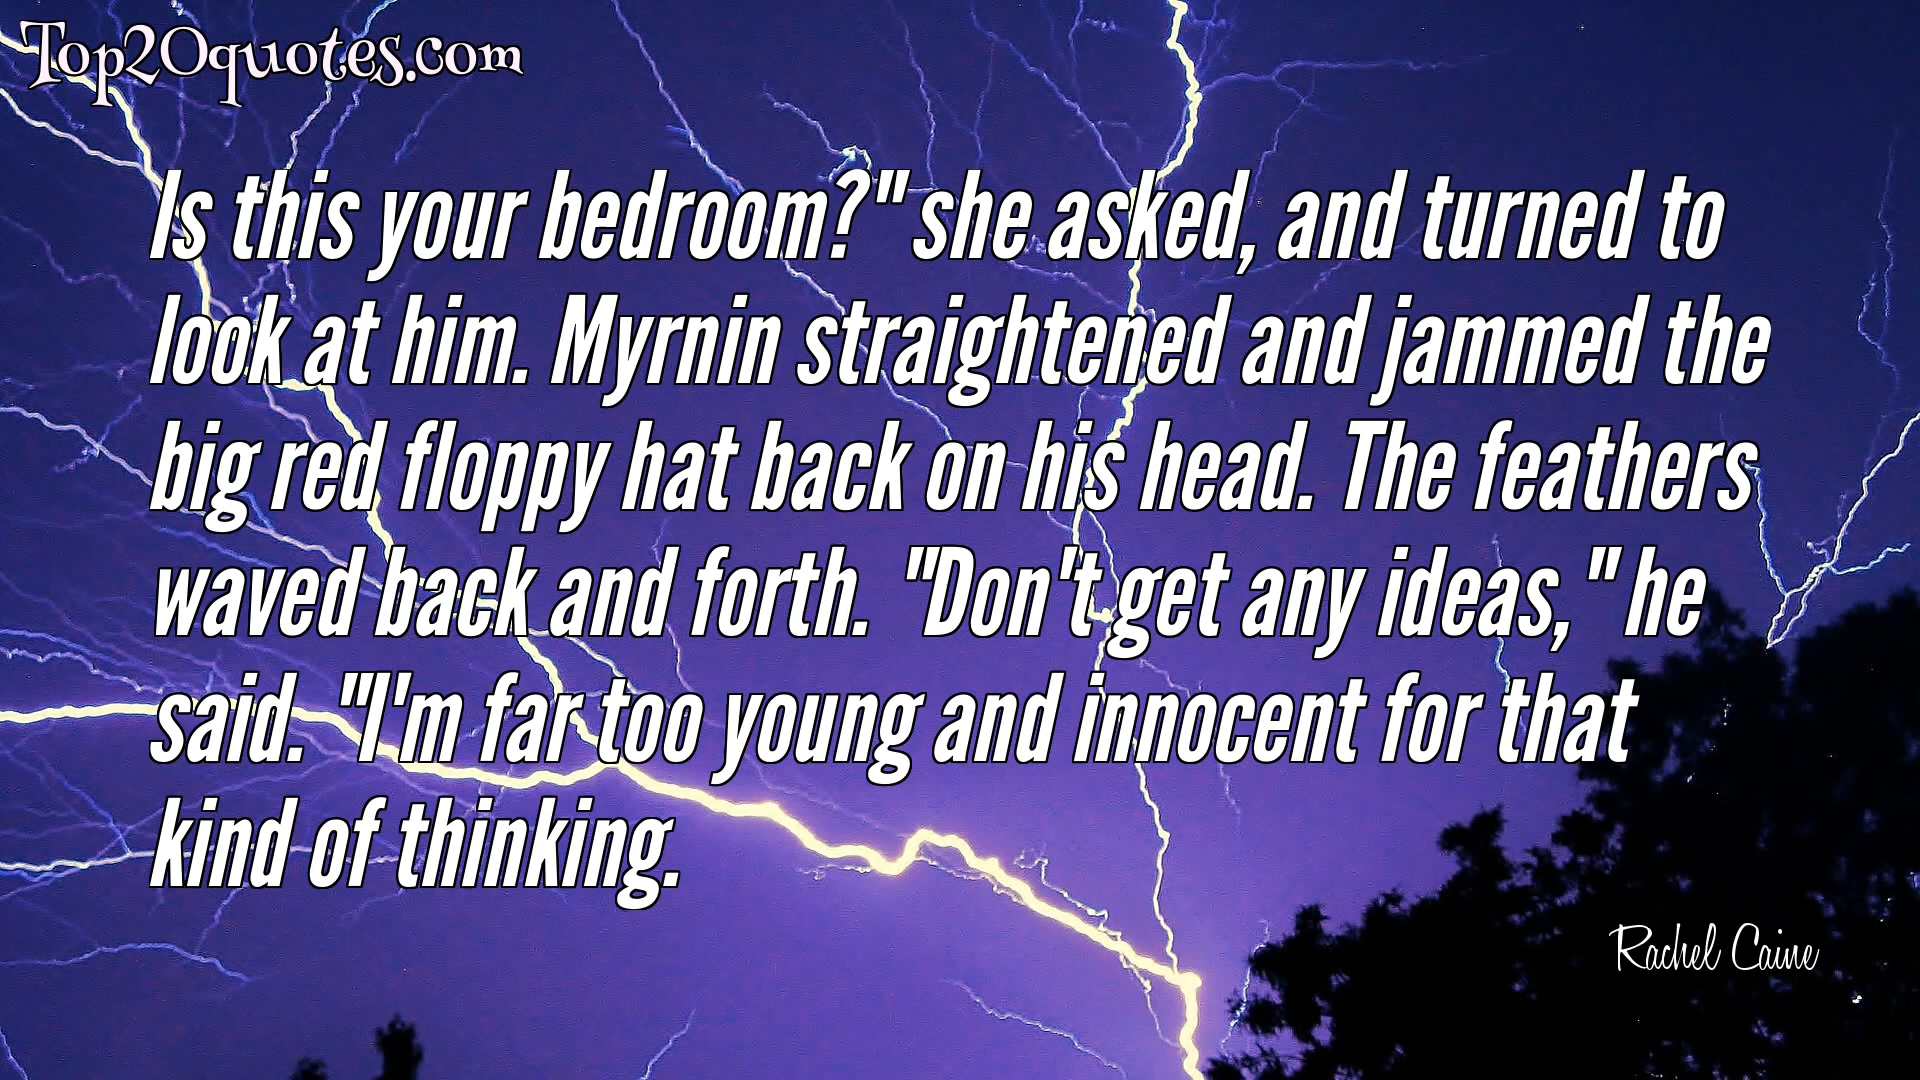 Top20quotes.com
Is this your bedroom?" she asked, and turned to
look at him. Myrnin straightened and jammed the
big red floppy hat back on his head. The feathers
waved back and forth. "Don't get any ideas," he
said. "I'm far too young and innocent for that
kind of thinking.
Rachel Caine